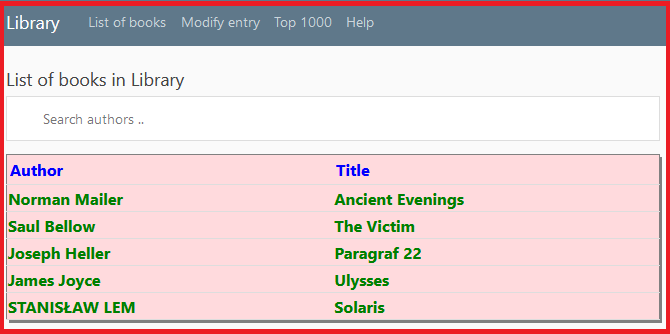 Library List of books Modify entry Top 1000 Help
List of books in Library
Search authors ..
Author Title
Norman Mailer Ancient Evenings
Saul Bellow The Victim
Joseph Heller Paragraf 22
James Joyce Ulysses
STANISŁAW LEM Solaris